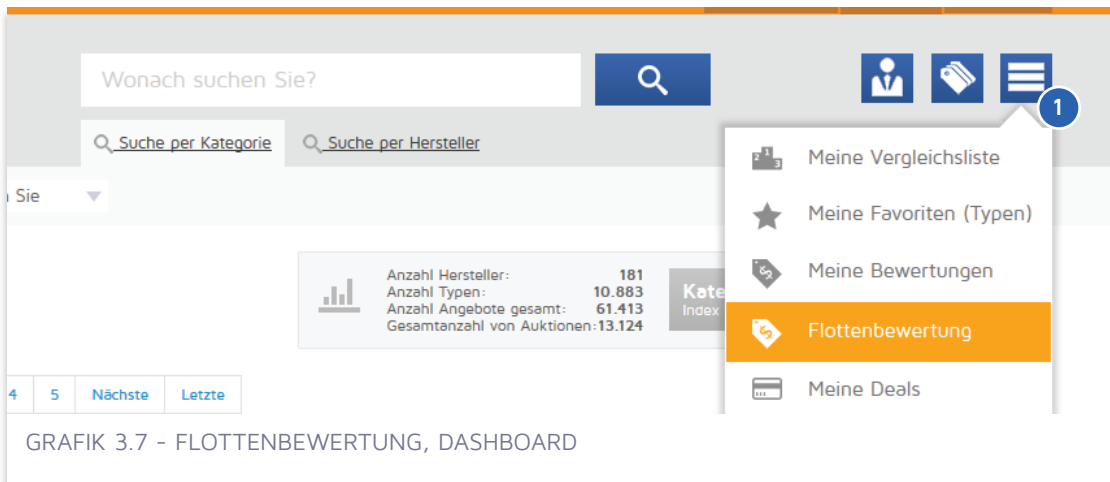 Wonach suchen Sie?
1
Suche per Kategorie
Suche per Hersteller
Sie
Meine Vergleichsliste
Meine Favoriten (Typen)
Meine Bewertungen
Flottenbewertung
Meine Deals
Anzahl Hersteller: 181
Anzahl Typen: 10.883
Anzahl Angebote gesamt: 61.413
Gesamtanzahl von Auktionen: 13.124
Kate
Index
4 5 Nächste Letzte
GRAFIK 3.7 - FLOTTENBEWERTUNG, DASHBOARD